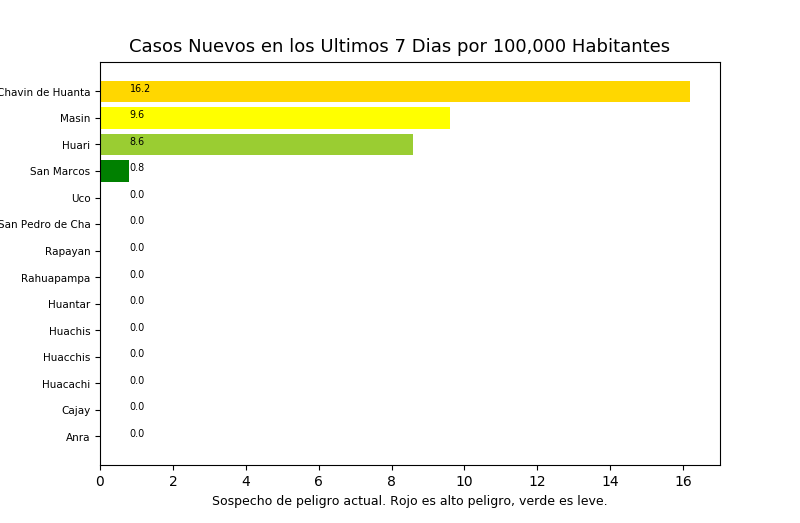 Casos Nuevos en los Ultimos 7 Dias por 100,000 Habitantes
Chavin de Huanta 16.2
Masin 9.6
Huari 8.6
San Marcos 0.8
Uco 0.0
San Pedro de Cha 0.0
Rapayan 0.0
Rahuapampa 0.0
Huantar 0.0
Huachis 0.0
Huacchis 0.0
Huacachi 0.0
Cajay 0.0
Anra 0.0
0 2 4 6 8 10 12 14 16
Sospecho de peligro actual. Rojo es alto peligro, verde es leve.